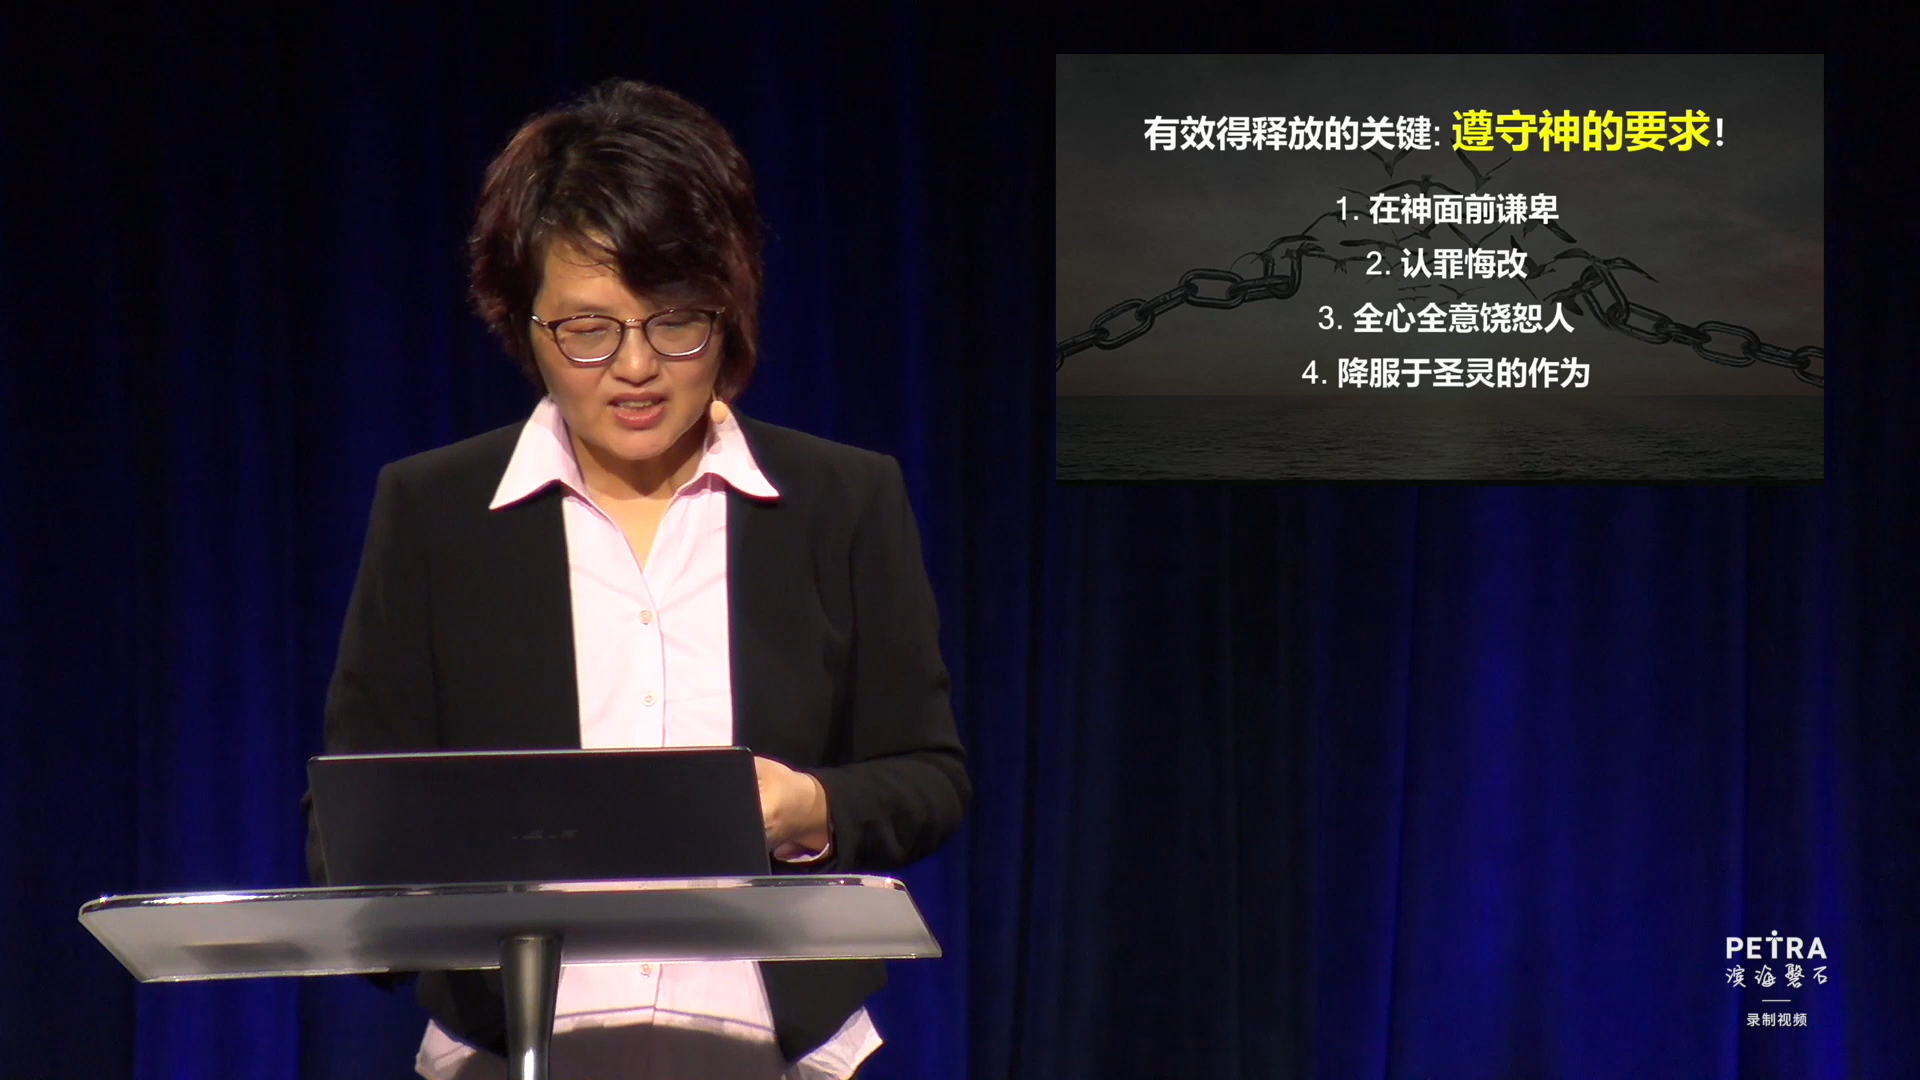 有效得释放的关键: 遵守神的要求!
1. 在神面前谦卑
2. 认罪悔改
3. 全心全意饶恕人
4. 降服于圣灵的作为
PETRA
滨海磐石
录制视频